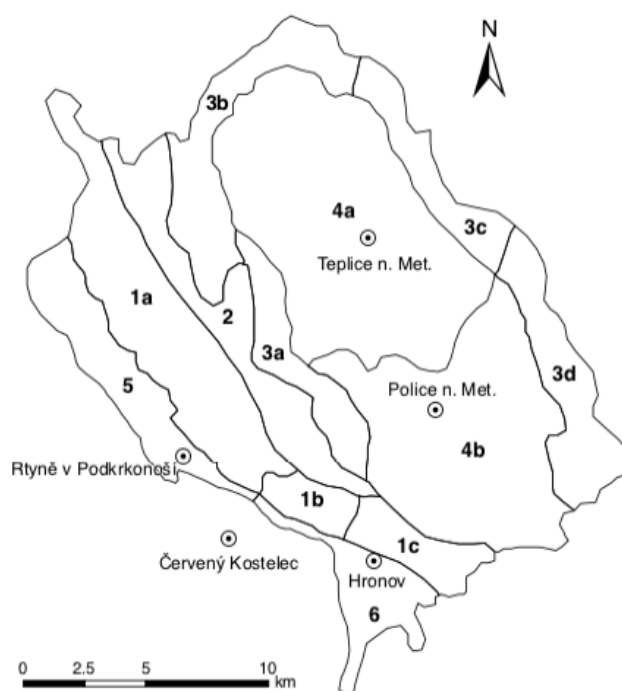 N
3b
4a
3c
Teplice n. Met.
1a
2
3a
3d
5
Police n. Met.
4b
Rtyně v Podkrkonoší
1b
1c
Červený Kostelec
Hronov
6
0 2.5 5 10
km